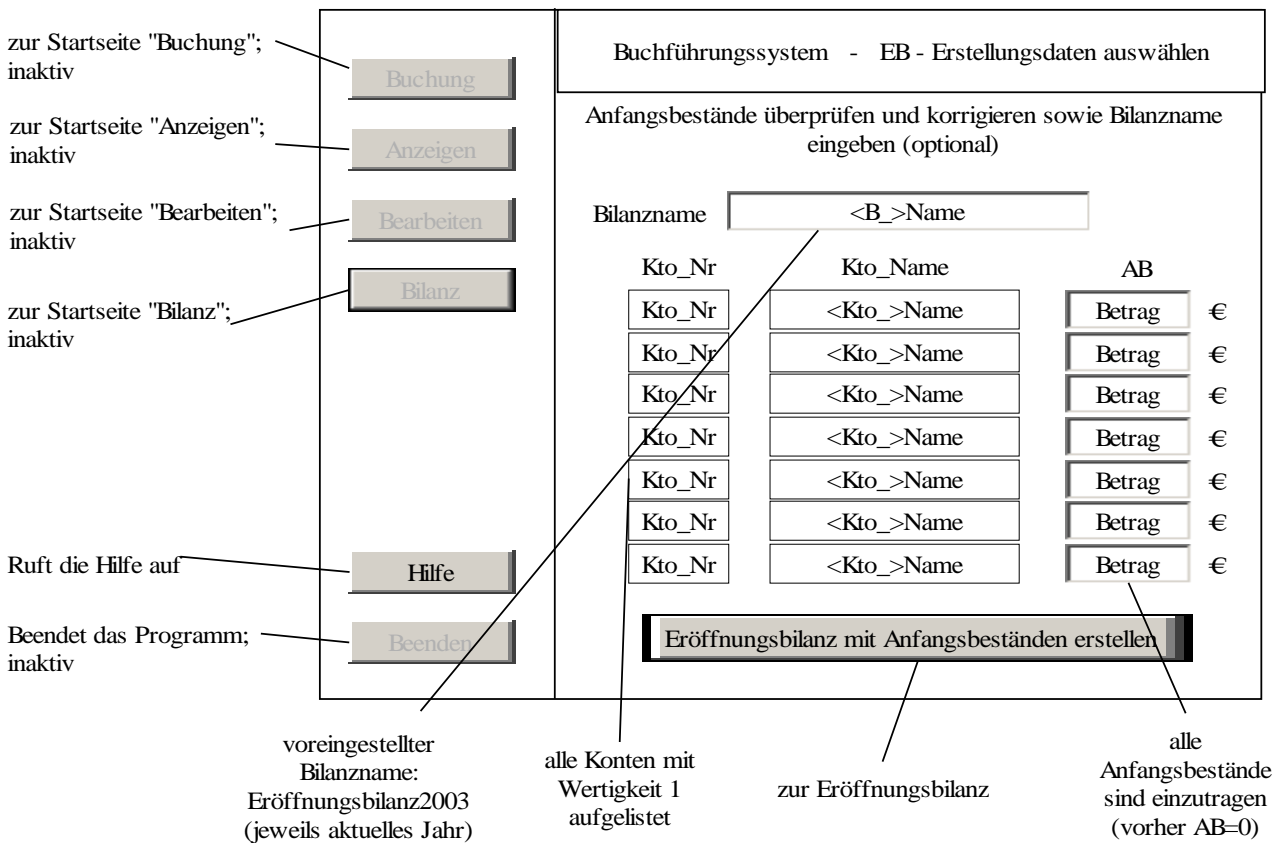 zur Startseite "Buchung";
inaktiv
zur Startseite "Anzeigen";
inaktiv
zur Startseite "Bearbeiten";
inaktiv
zur Startseite "Bilanz";
inaktiv
Ruft die Hilfe auf
Beendet das Programm;
inaktiv
Buchung
Anzeigen
Bearbeiten
Bilanz
Hilfe
Beenden
Buchführungssystem - EB - Erstellungsdaten auswählen
Anfangsbestände überprüfen und korrigieren sowie Bilanzname
eingeben (optional)
Bilanzname <B_>Name
Kto_Nr Kto_Name AB
Kto_Nr <Kto_>Name Betrag €
Kto_Nr <Kto_>Name Betrag €
Kto_Nr <Kto_>Name Betrag €
Kto_Nr <Kto_>Name Betrag €
Kto_Nr <Kto_>Name Betrag €
Kto_Nr <Kto_>Name Betrag €
Kto_Nr <Kto_>Name Betrag €
Eröffnungsbilanz mit Anfangsbeständen erstellen
voreingestellter
Bilanzname:
Eröffnungsbilanz2003
(jeweils aktuelles Jahr)
alle Konten mit
Wertigkeit 1
aufgelistet
zur Eröffnungsbilanz
alle
Anfangsbestände
sind einzutragen
(vorher AB=0)